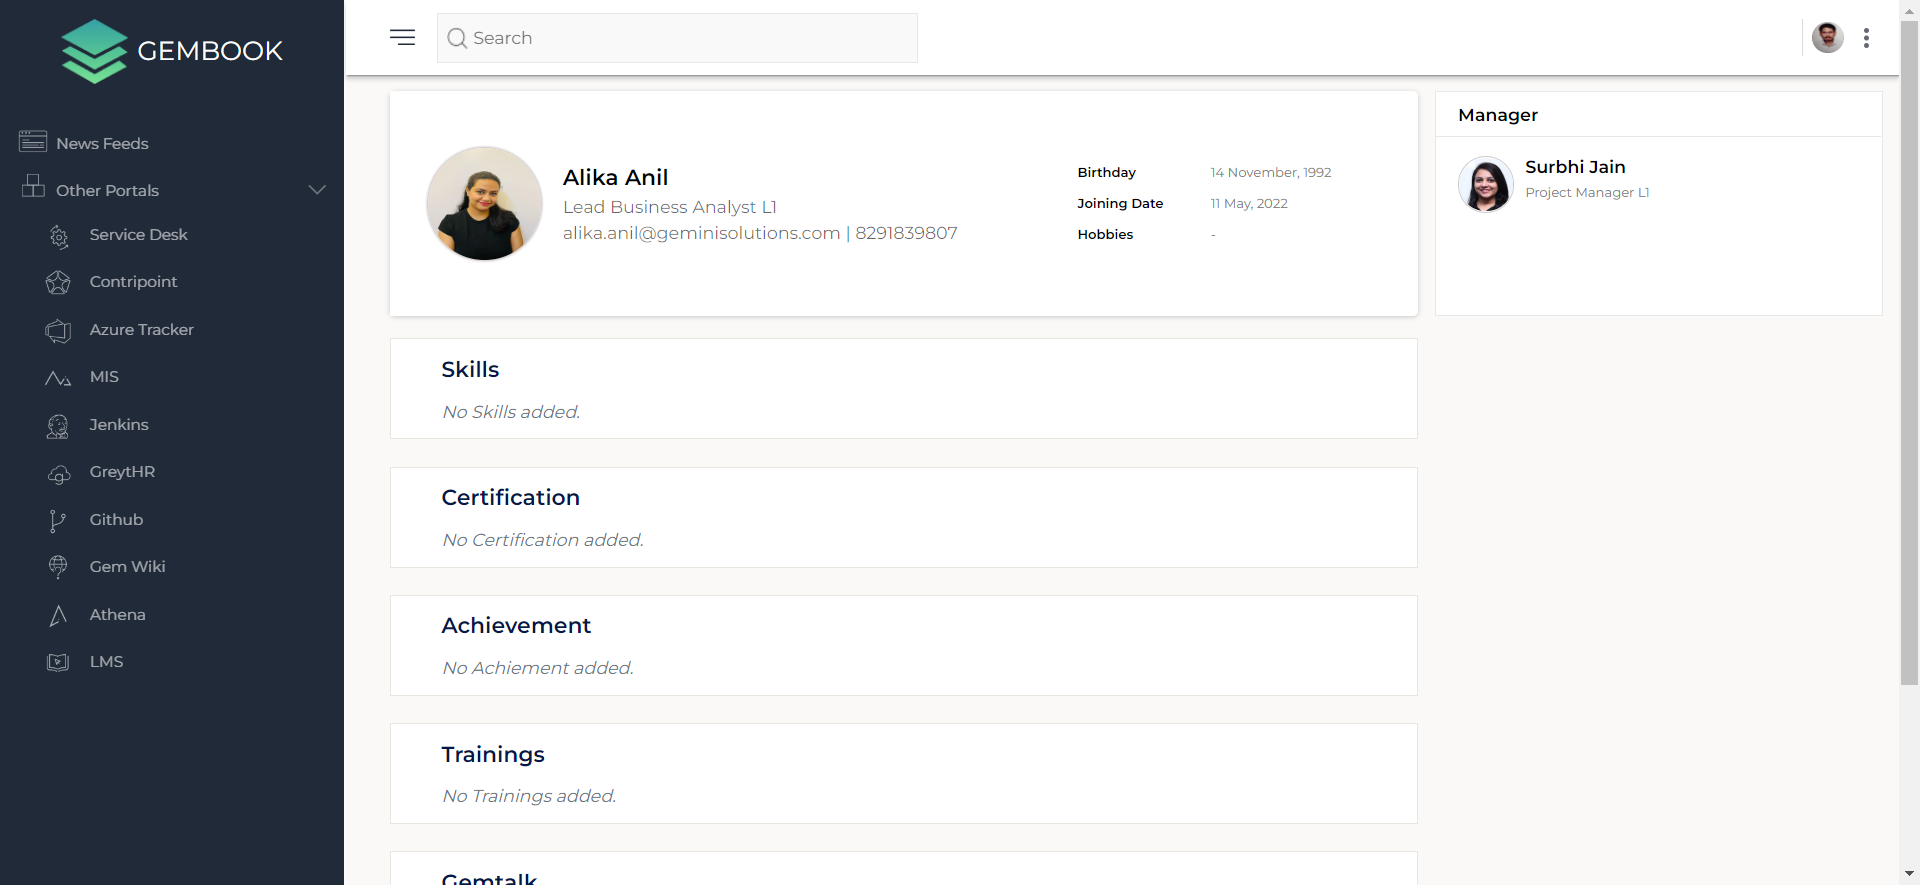 GEMBOOK
News Feeds
Other Portals
Service Desk
Contripoint
Azure Tracker
MIS
Jenkins
GreytHR
Github
Gem Wiki
Athena
LMS
Search
Alika Anil
Lead Business Analyst L1
alika.anil@geminisolutions.com | 8291839807
Birthday 14 November, 1992
Joining Date 11 May, 2022
Hobbies -
Manager
Surbhi Jain
Project Manager L1
Skills
No Skills added.
Certification
No Certification added.
Achievement
No Achiement added.
Trainings
No Trainings added.
Gemtalk